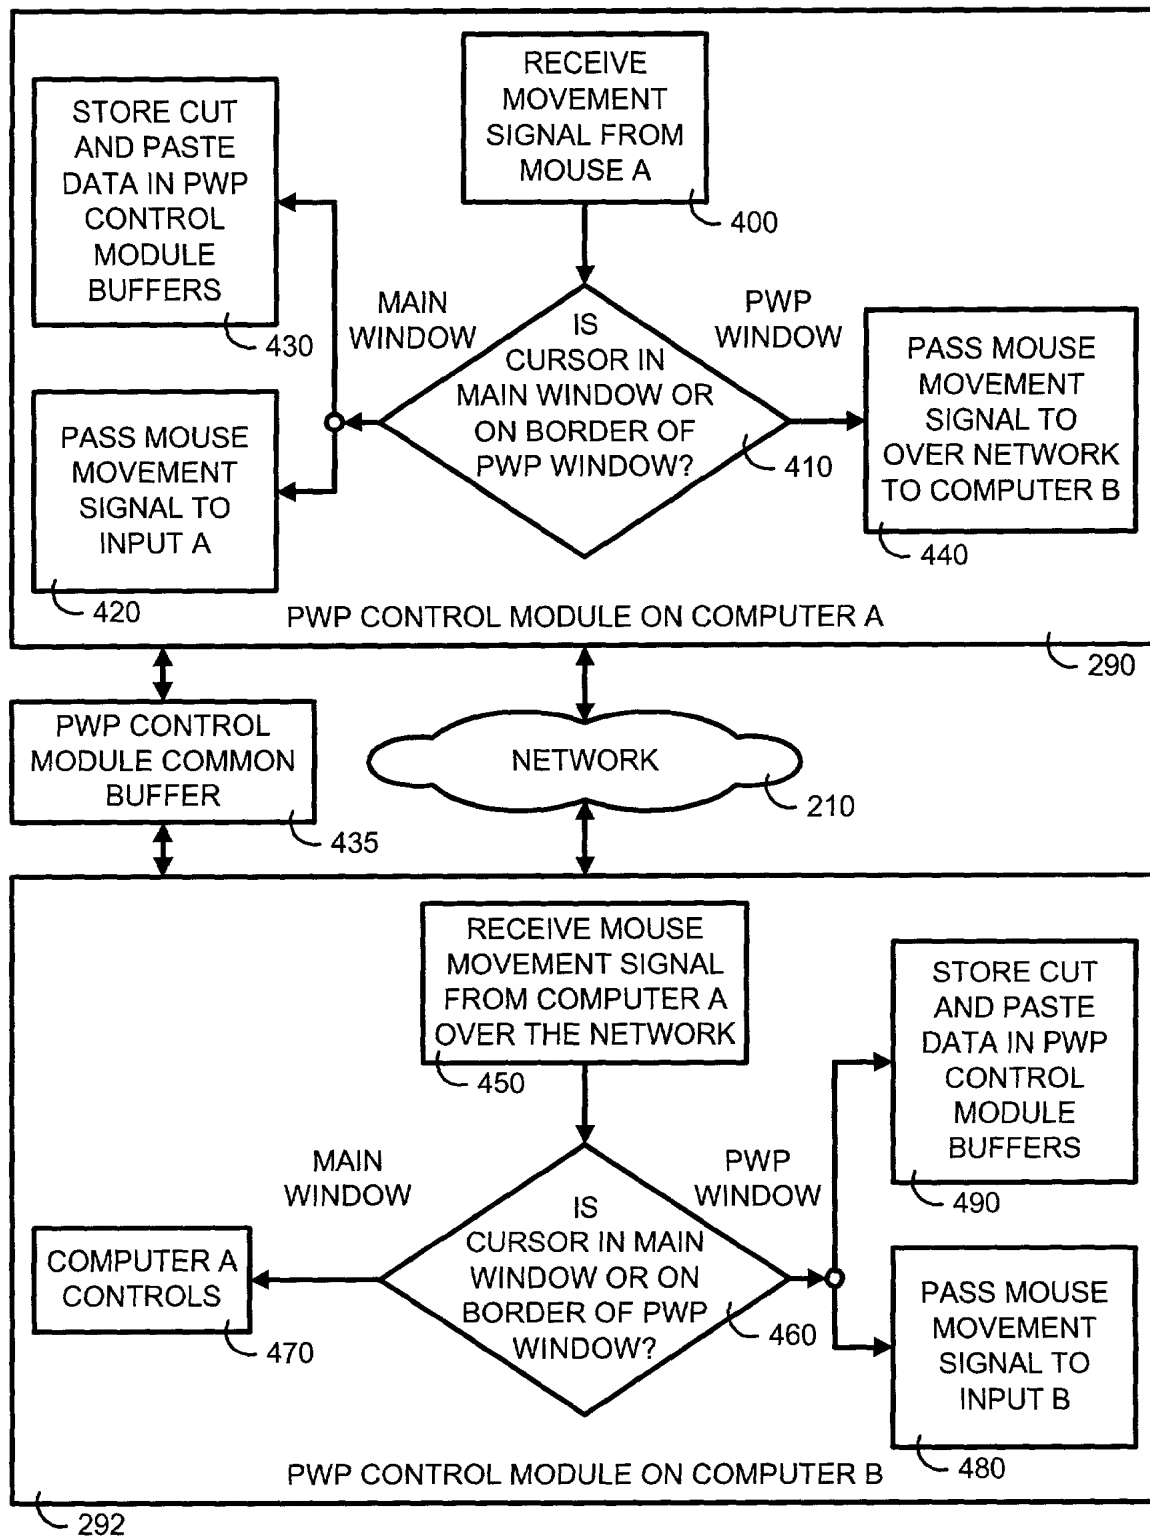 RECEIVE
MOVEMENT
SIGNAL FROM
MOUSE A
400
STORE CUT
AND PASTE
DATA IN PWP
CONTROL
MODULE
BUFFERS
430
MAIN
WINDOW
PWP
WINDOW
IS
CURSOR IN
MAIN WINDOW OR
ON BORDER OF
PWP WINDOW?
410
PASS MOUSE
MOVEMENT
SIGNAL TO
OVER NETWORK
TO COMPUTER B
440
PASS MOUSE
MOVEMENT
SIGNAL TO
INPUT A
420
PWP CONTROL MODULE ON COMPUTER A
290
PWP CONTROL
MODULE COMMON
BUFFER
435
NETWORK
210
RECEIVE MOUSE
MOVEMENT SIGNAL
FROM COMPUTER A
OVER THE NETWORK
450
STORE CUT
AND PASTE
DATA IN PWP
CONTROL
MODULE
BUFFERS
490
MAIN
WINDOW
PWP
WINDOW
IS
CURSOR IN MAIN
WINDOW OR ON
BORDER OF PWP
WINDOW?
460
COMPUTER A
CONTROLS
470
PASS MOUSE
MOVEMENT
SIGNAL TO
INPUT B
480
PWP CONTROL MODULE ON COMPUTER B
292